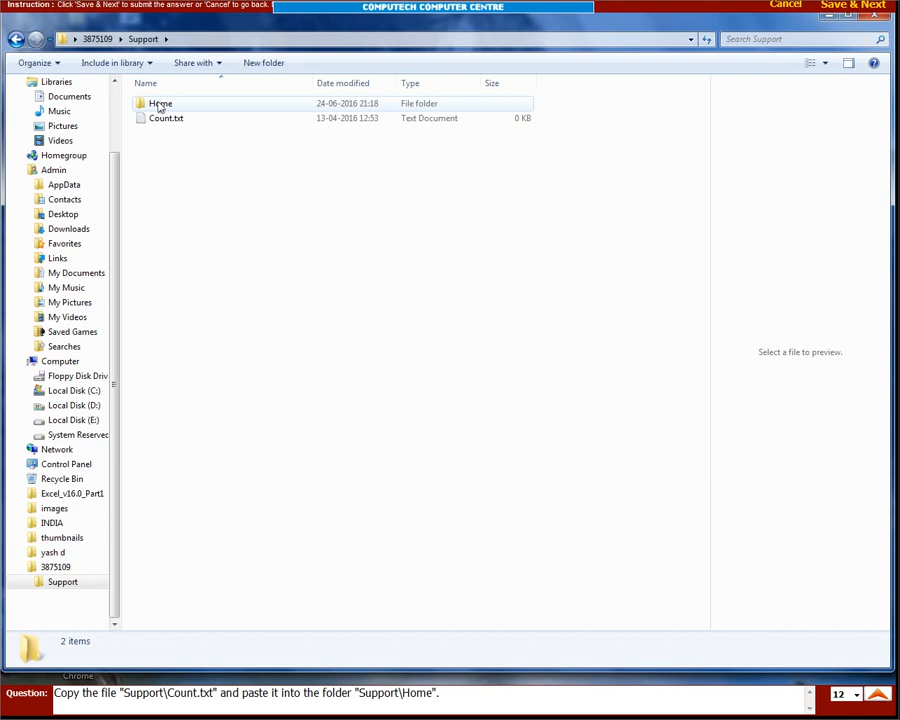 Instruction : Click 'Save & Next' to submit the answer or 'Cancel' to go back.
COMPUTECH COMPUTER CENTRE
Cancel
Save & Next
3875109 Support
Search Support
Organize Include in library Share with New folder
Name Date modified Type Size
Home 24-06-2016 21:18 File folder
Count.txt 13-04-2016 12:53 Text Document 0 KB
Libraries
Documents
Music
Pictures
Videos
Homegroup
Admin
AppData
Contacts
Desktop
Downloads
Favorites
Links
My Documents
My Music
My Pictures
My Videos
Saved Games
Searches
Computer
Floppy Disk Driv
Local Disk (C:)
Local Disk (D:)
Local Disk (E:)
System Reserved
Network
Control Panel
Recycle Bin
Excel_v16.0_Part1
images
INDIA
thumbnails
yash d
3875109
Support
Select a file to preview.
2 items
Chrome
Question: Copy the file "Support\Count.txt" and paste it into the folder "Support\Home".
12